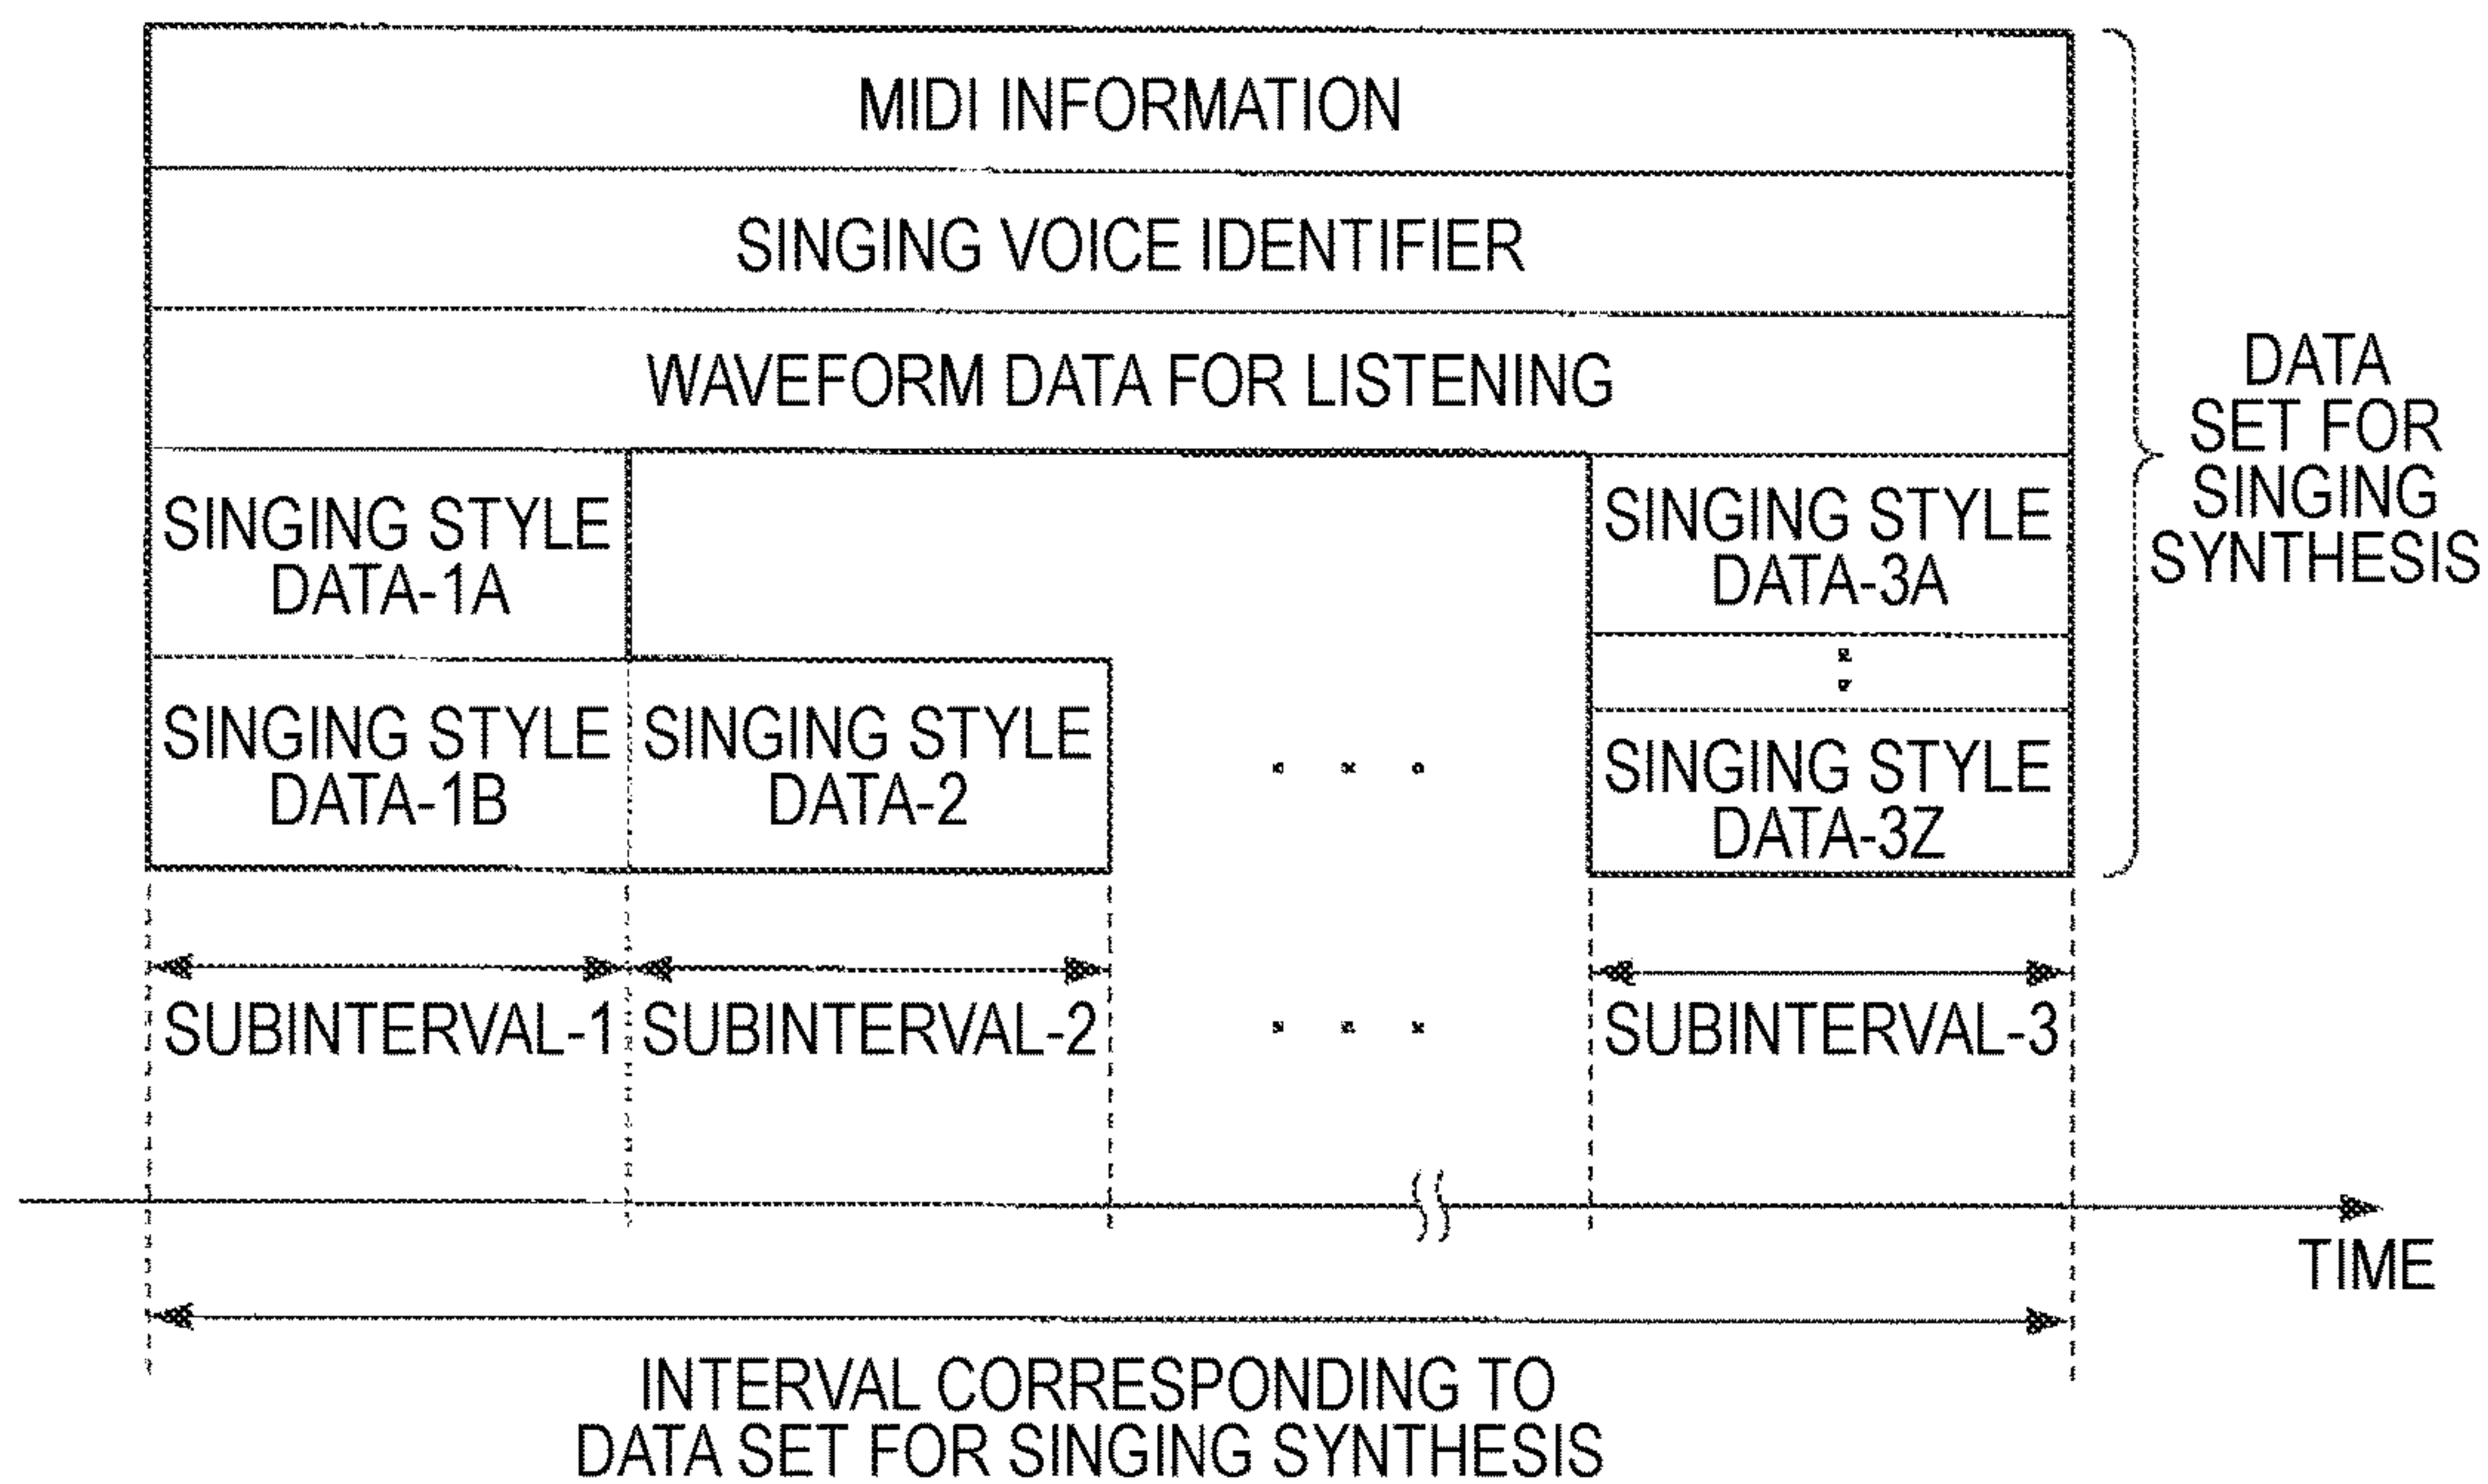 MIDI INFORMATION
SINGING VOICE IDENTIFIER
WAVEFORM DATA FOR LISTENING
SINGING STYLE
DATA-1A
SINGING STYLE
DATA-3A
SINGING STYLE
DATA-1B
SINGING STYLE
DATA-2
SINGING STYLE
DATA-3Z
DATA
SET FOR
SINGING
SYNTHESIS
SUBINTERVAL-1
SUBINTERVAL-2
SUBINTERVAL-3
TIME
INTERVAL CORRESPONDING TO
DATA SET FOR SINGING SYNTHESIS